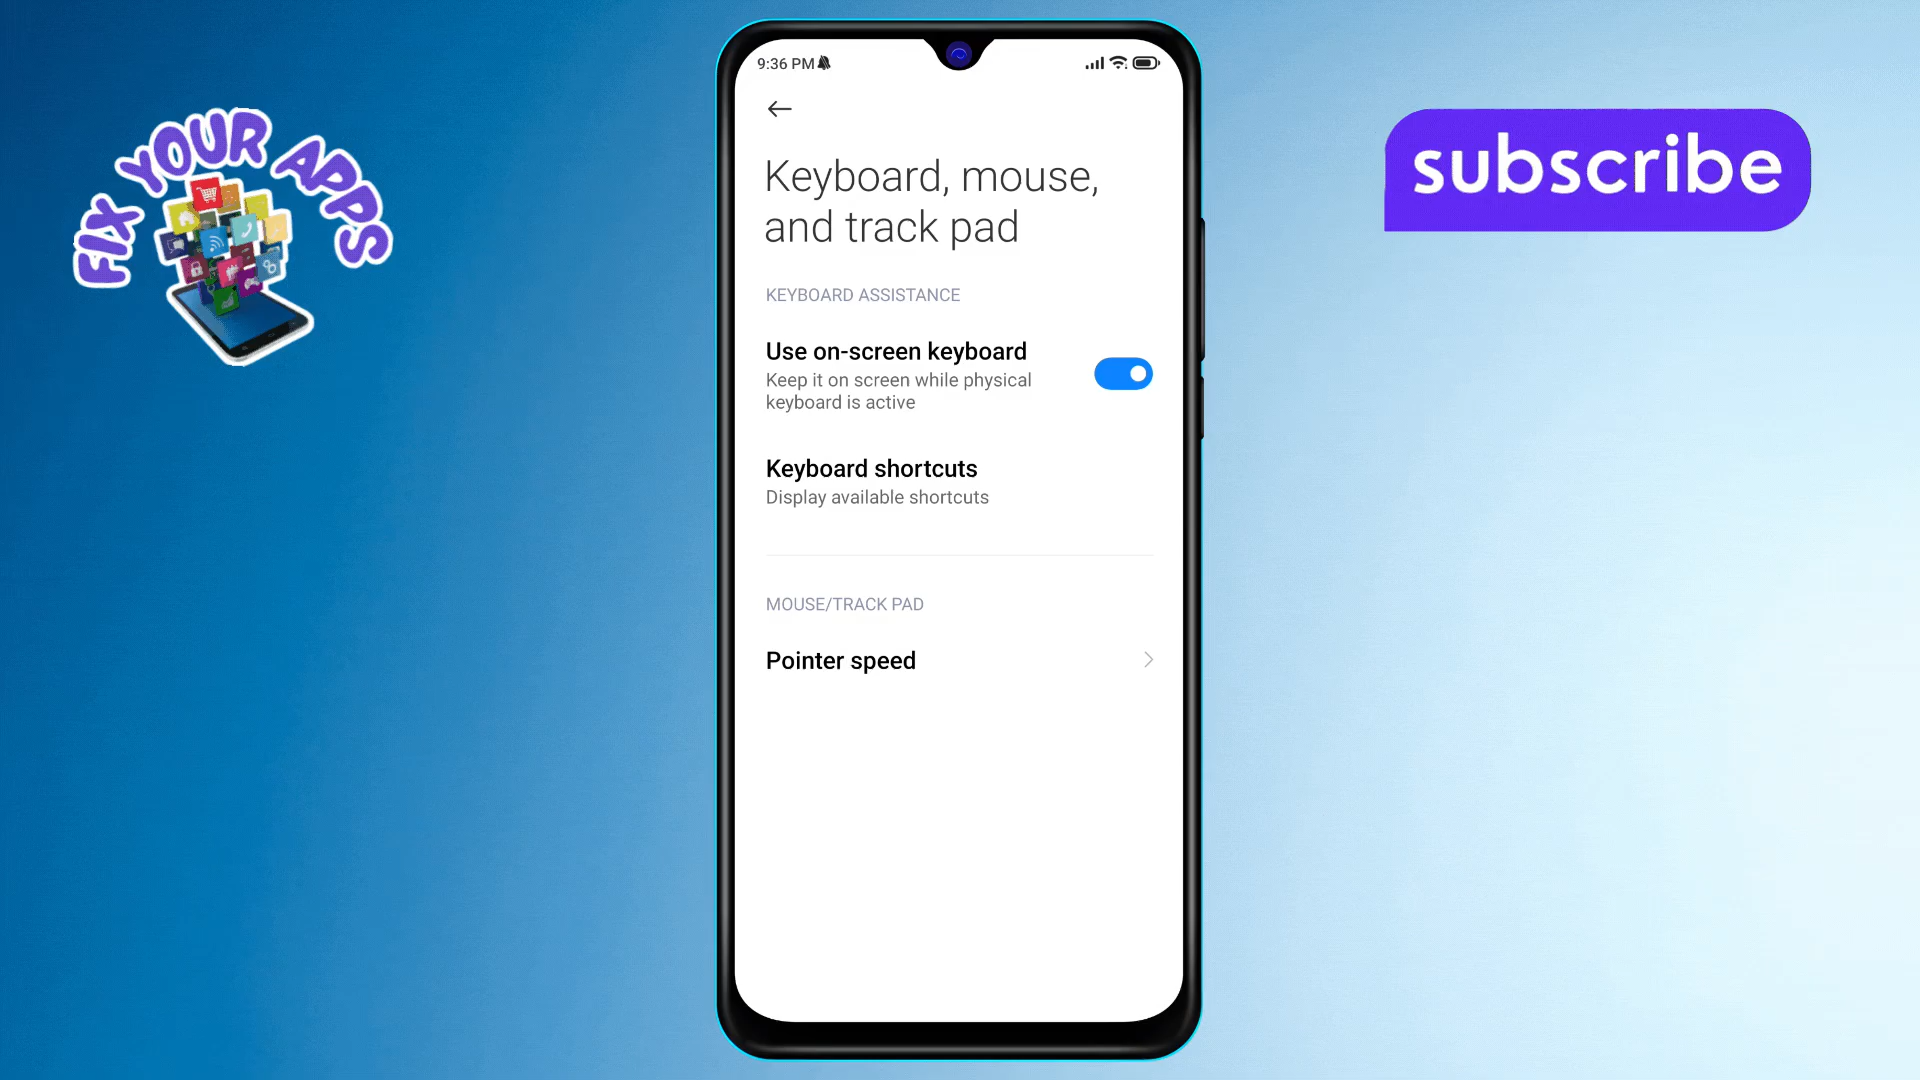 FIX YOUR APPS
subscribe
9:36 PM
Keyboard, mouse,
and track pad
KEYBOARD ASSISTANCE
Use on-screen keyboard
Keep it on screen while physical
keyboard is active
Keyboard shortcuts
Display available shortcuts
MOUSE/TRACK PAD
Pointer speed